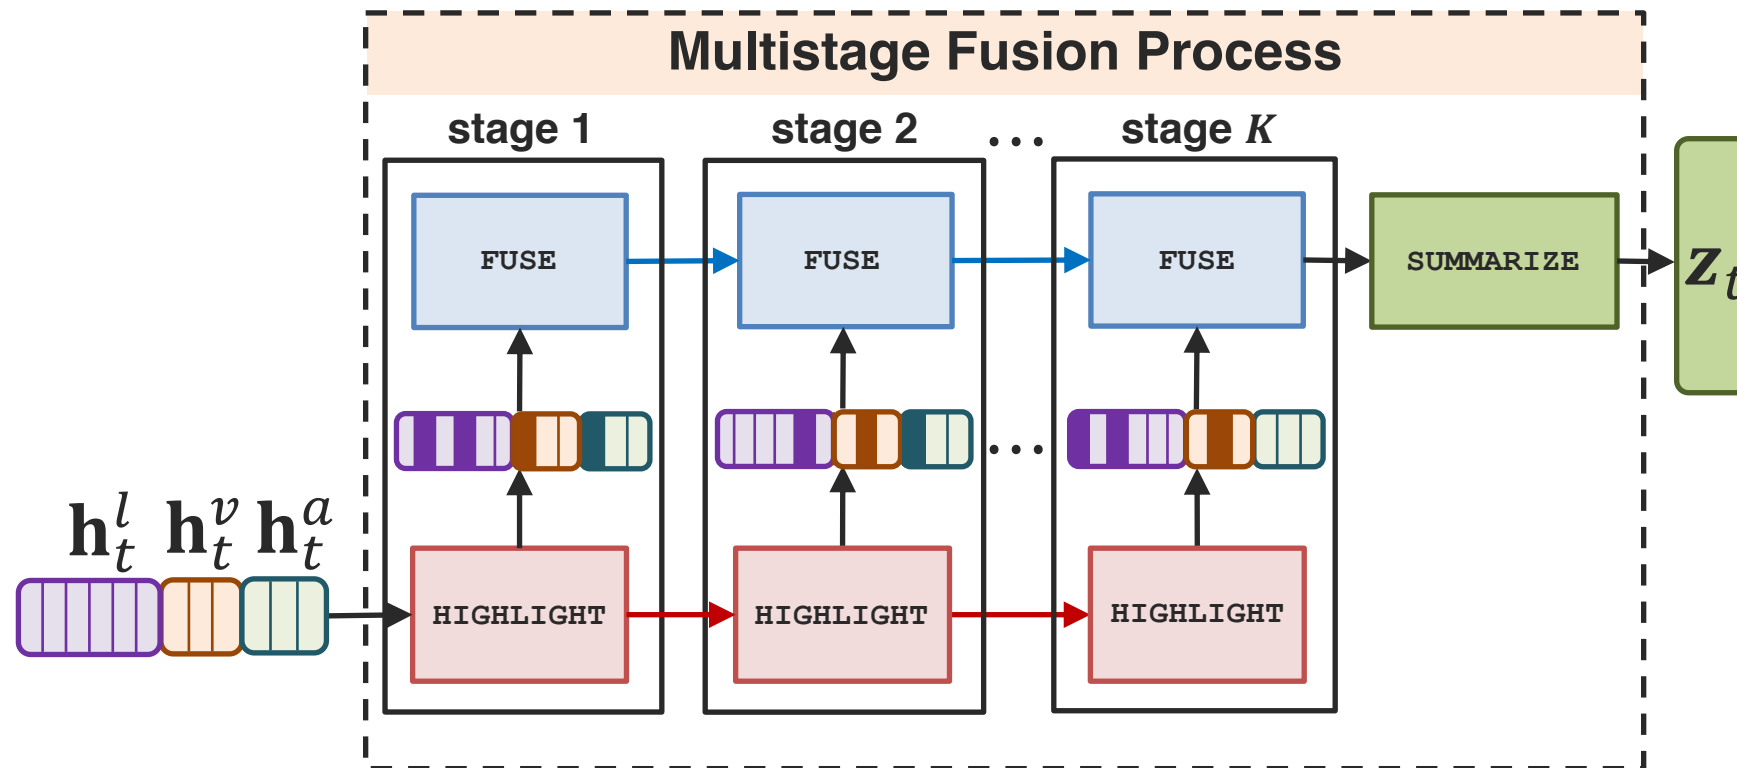 Multistage Fusion Process
stage 1 stage 2 ... stage K
FUSE FUSE FUSE SUMMARIZE z_t
...
h_t^l h_t^v h_t^a
HIGHLIGHT HIGHLIGHT HIGHLIGHT